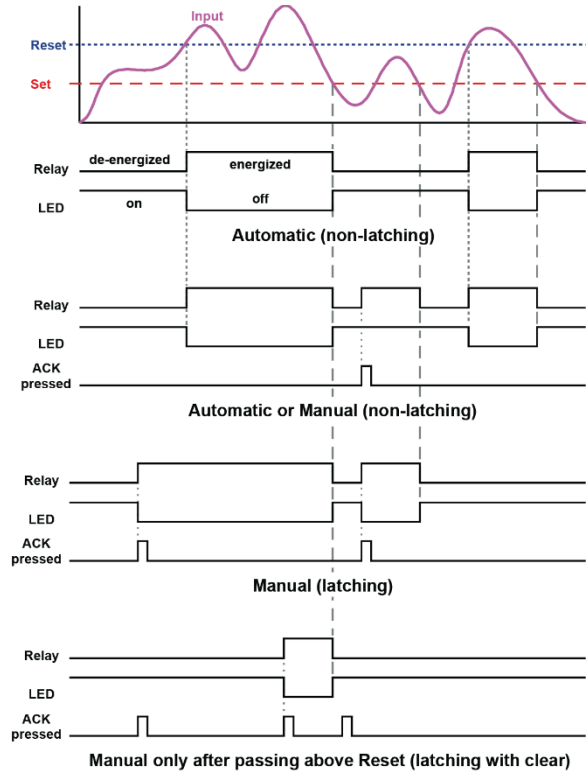 Input
Reset
Set
de-energized energized
Relay
LED
on off
Automatic (non-latching)
Relay
LED
ACK
pressed
Automatic or Manual (non-latching)
Relay
LED
ACK
pressed
Manual (latching)
Relay
LED
ACK
pressed
Manual only after passing above Reset (latching with clear)